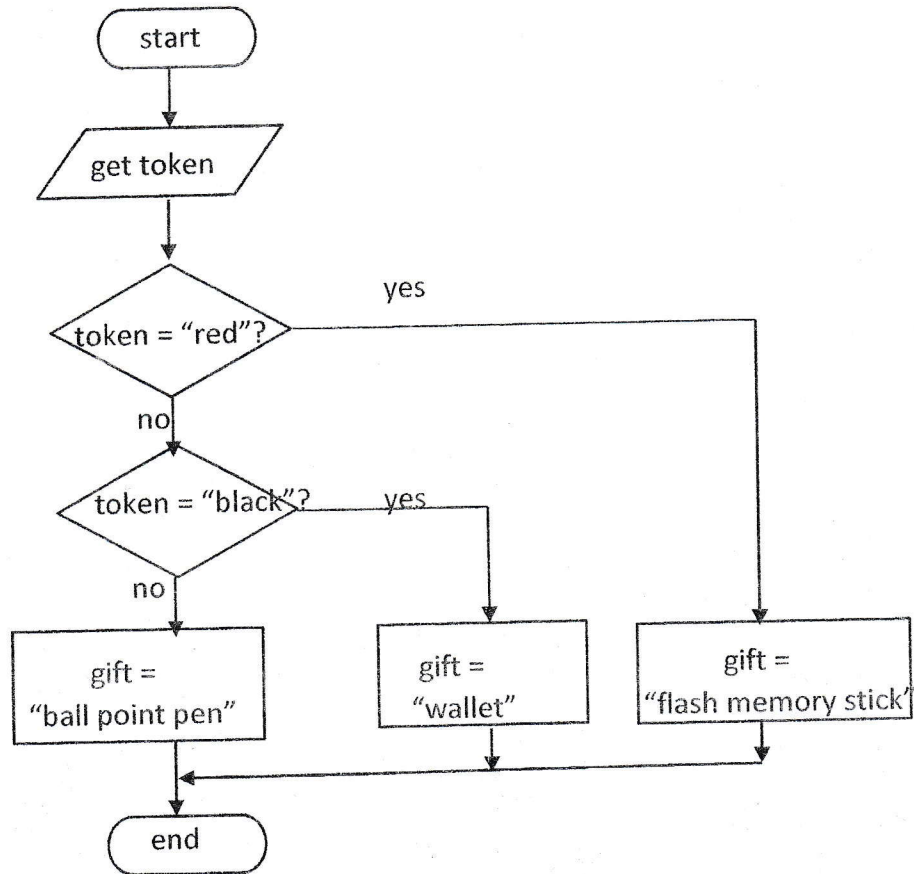 start
get token
yes
token = “red”?
no
token = “black”?
yes
no
gift =
“ball point pen”
gift =
“wallet”
gift =
“flash memory stick’
end